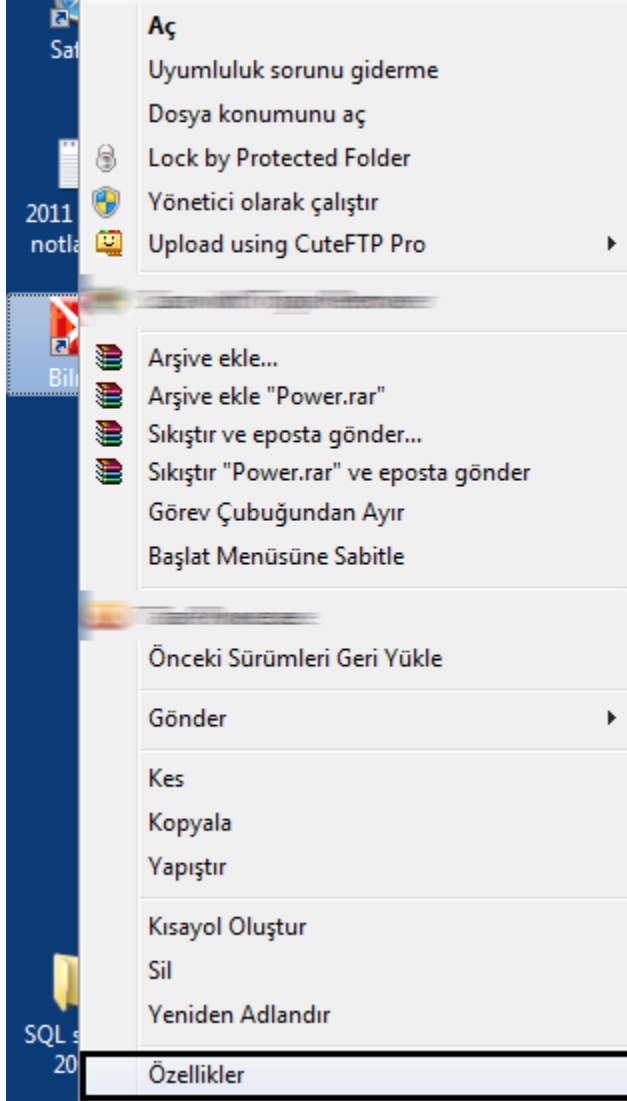 Aç
Uyumluluk sorunu giderme
Dosya konumunu aç
Lock by Protected Folder
Yönetici olarak çalıştır
Upload using CuteFTP Pro
2011
Arşive ekle...
Arşive ekle "Power.rar"
Sıkıştır ve eposta gönder...
Sıkıştır "Power.rar" ve eposta gönder
Görev Çubuğundan Ayır
Başlat Menüsüne Sabitle
Önceki Sürümleri Geri Yükle
Gönder
Kes
Kopyala
Yapıştır
Kısayol Oluştur
Sil
Yeniden Adlandır
SQL
Özellikler